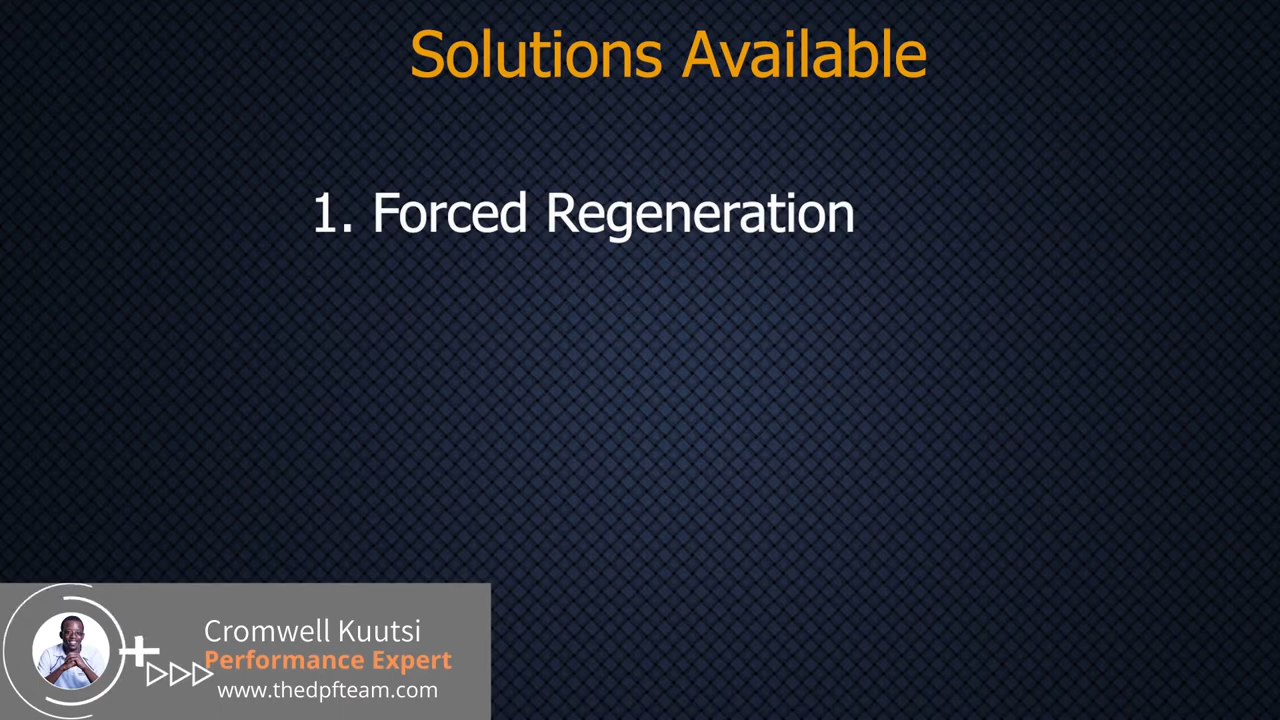 Solutions Available
1. Forced Regeneration
Cromwell Kuutsi
Performance Expert
www.thedpfteam.com